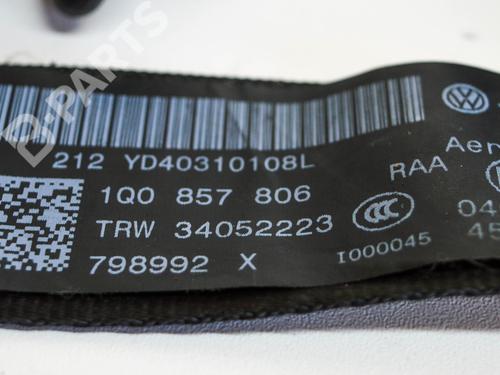 B-PARTS
212 YD40310108L
RAA
1Q0 857 806
TRW 34052223
798992 X
I000045
04
45